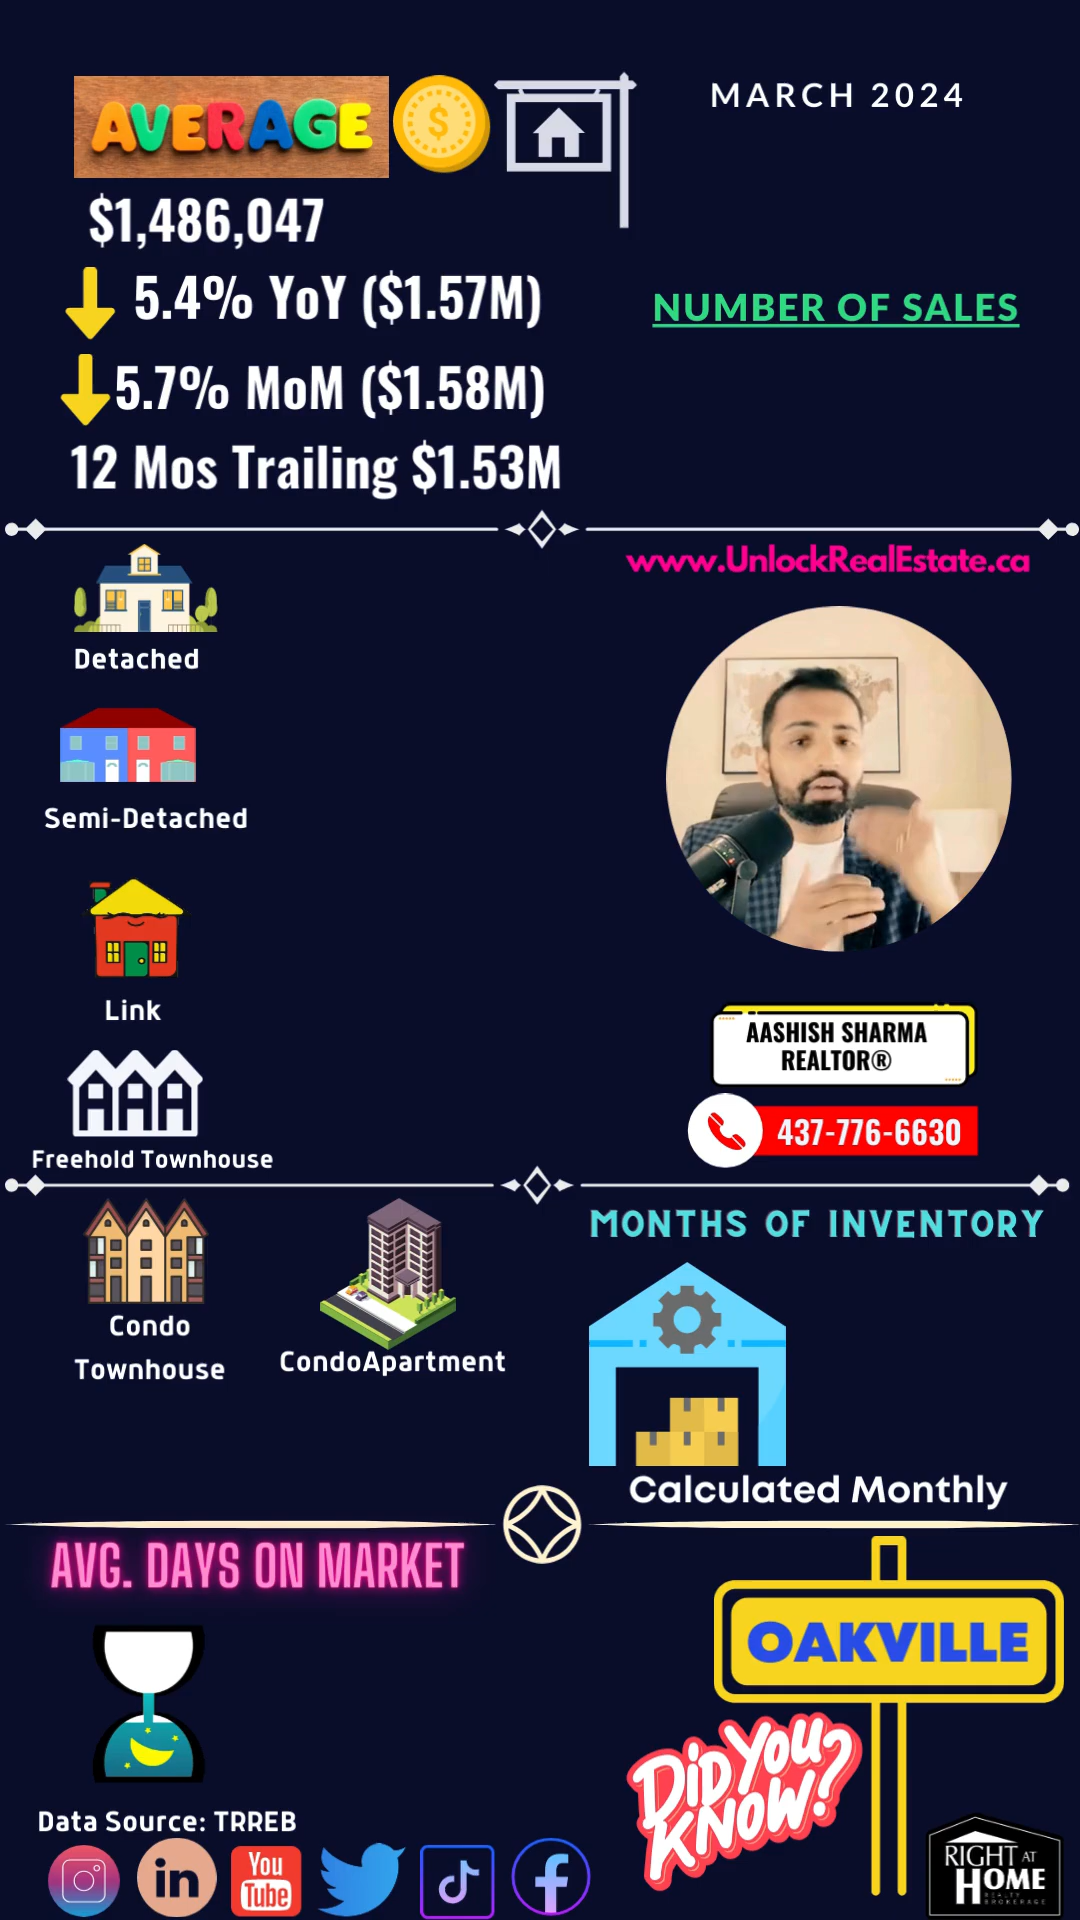 AVERAGE
$
MARCH 2024
$1,486,047
5.4% YoY ($1.57M)
NUMBER OF SALES
5.7% MoM ($1.58M)
12 Mos Trailing $1.53M
www.UnlockRealEstate.ca
Detached
Semi-Detached
Link
AASHISH SHARMA
REALTOR®
437-776-6630
Freehold Townhouse
MONTHS OF INVENTORY
Condo
Townhouse
CondoApartment
Calculated Monthly
AVG. DAYS ON MARKET
OAKVILLE
DiD You
KNOW?
Data Source: TRREB
in
You
Tube
RIGHT AT
HOME
REALTY
BROKERAGE